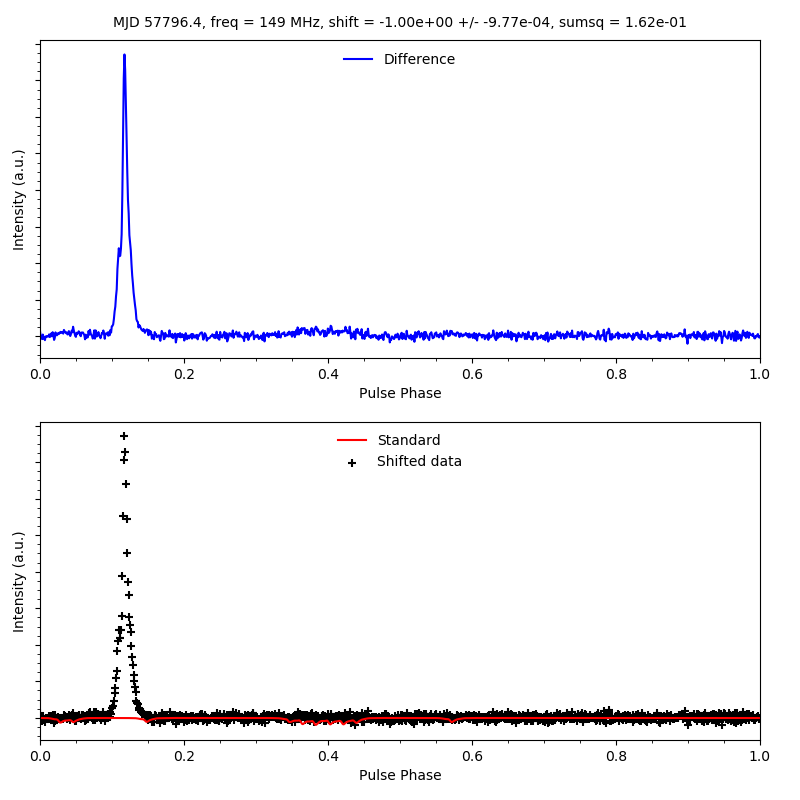 MJD 57796.4, freq = 149 MHz, shift = -1.00e+00 +/- -9.77e-04, sumsq = 1.62e-01
Difference
Intensity (a.u.)
0.0 0.2 0.4 0.6 0.8 1.0
Pulse Phase
Standard
Shifted data
Intensity (a.u.)
0.0 0.2 0.4 0.6 0.8 1.0
Pulse Phase